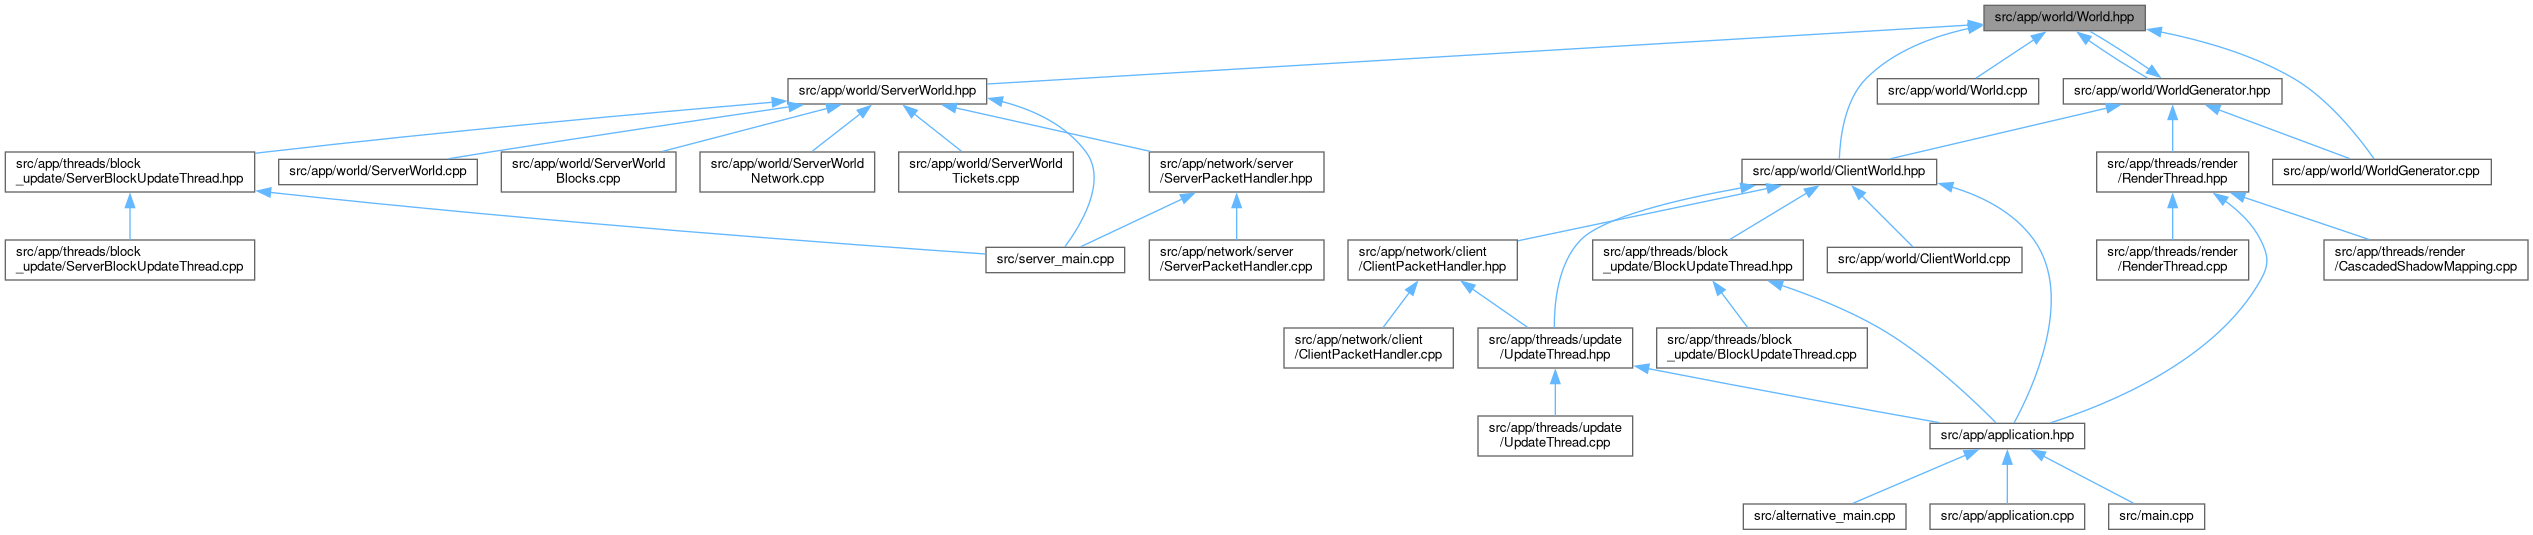 src/app/world/World.hpp
src/app/world/ServerWorld.hpp
src/app/world/World.cpp
src/app/world/WorldGenerator.hpp
src/app/threads/block
_update/ServerBlockUpdateThread.hpp
src/app/world/ServerWorld.cpp
src/app/world/ServerWorld
Blocks.cpp
src/app/world/ServerWorld
Network.cpp
src/app/world/ServerWorld
Tickets.cpp
src/app/network/server
/ServerPacketHandler.hpp
src/app/world/ClientWorld.hpp
src/app/threads/render
/RenderThread.hpp
src/app/world/WorldGenerator.cpp
src/app/threads/block
_update/ServerBlockUpdateThread.cpp
src/server_main.cpp
src/app/network/server
/ServerPacketHandler.cpp
src/app/network/client
/ClientPacketHandler.hpp
src/app/threads/block
_update/BlockUpdateThread.hpp
src/app/world/ClientWorld.cpp
src/app/threads/render
/RenderThread.cpp
src/app/threads/render
/CascadedShadowMapping.cpp
src/app/network/client
/ClientPacketHandler.cpp
src/app/threads/update
/UpdateThread.hpp
src/app/threads/block
_update/BlockUpdateThread.cpp
src/app/threads/update
/UpdateThread.cpp
src/app/application.hpp
src/alternative_main.cpp
src/app/application.cpp
src/main.cpp